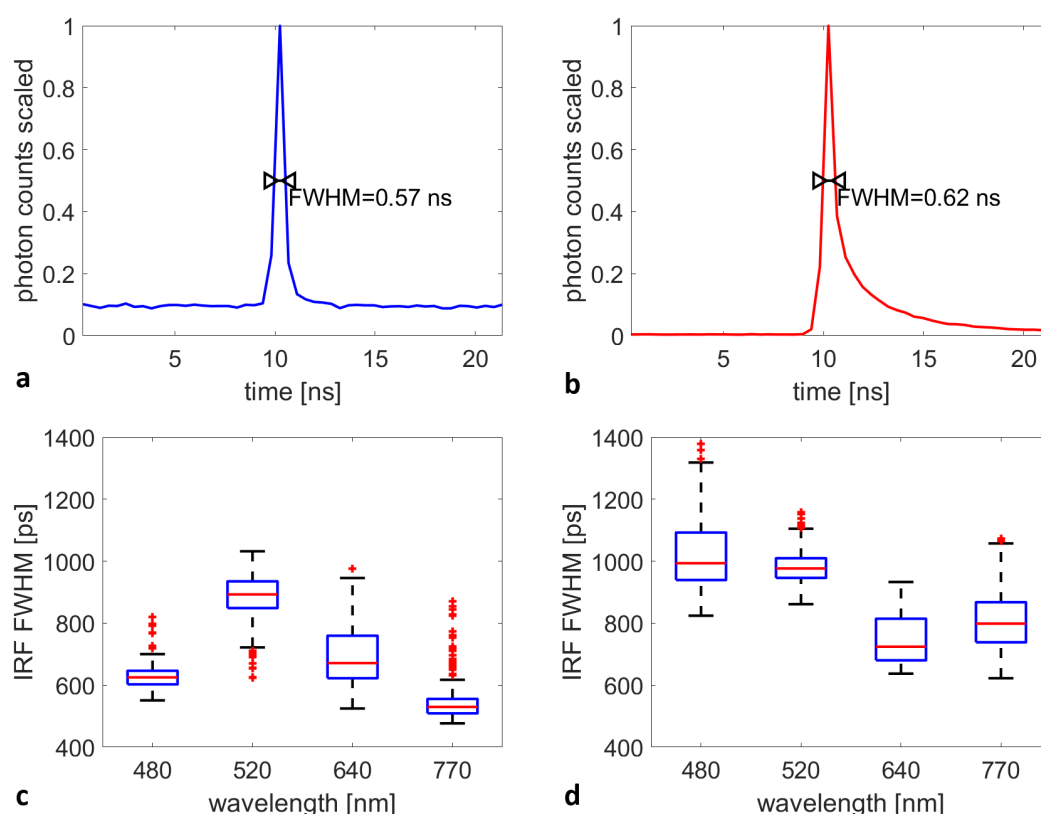 1
0.8
0.6
0.4
0.2
0
photon counts scaled
FWHM=0.57 ns
5
10
15
20
time [ns]
a
1
0.8
0.6
0.4
0.2
0
photon counts scaled
FWHM=0.62 ns
5
10
15
20
time [ns]
b
1400
1200
1000
800
600
400
IRF FWHM [ps]
480
520
640
770
wavelength [nm]
c
1400
1200
1000
800
600
400
IRF FWHM [ps]
480
520
640
770
wavelength [nm]
d